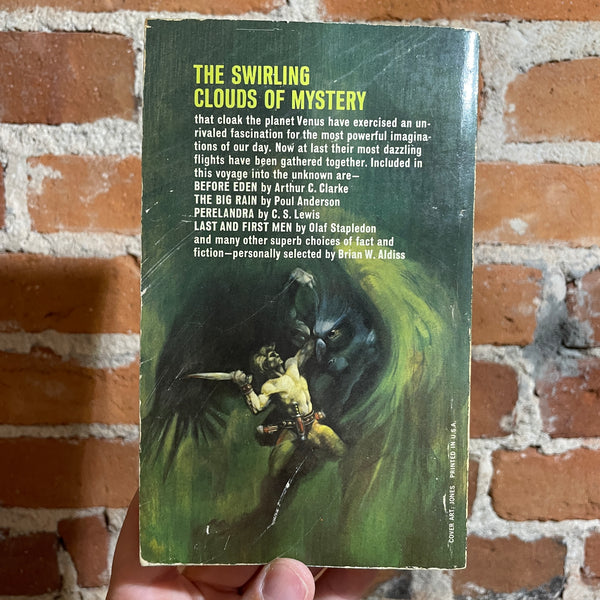 THE SWIRLING
CLOUDS OF MYSTERY
that cloak the planet Venus have exercised an un-
rivaled fascination for the most powerful imagina-
tions of our day. Now at last their most dazzling
flights have been gathered together. Included in
this voyage into the unknown are—
BEFORE EDEN by Arthur C. Clarke
THE BIG RAIN by Poul Anderson
PERELANDRA by C. S. Lewis
LAST AND FIRST MEN by Olaf Stapledon
and many other superb choices of fact and
fiction—personally selected by Brian W. Aldiss
COVER ART: JONES PRINTED IN U.S.A.